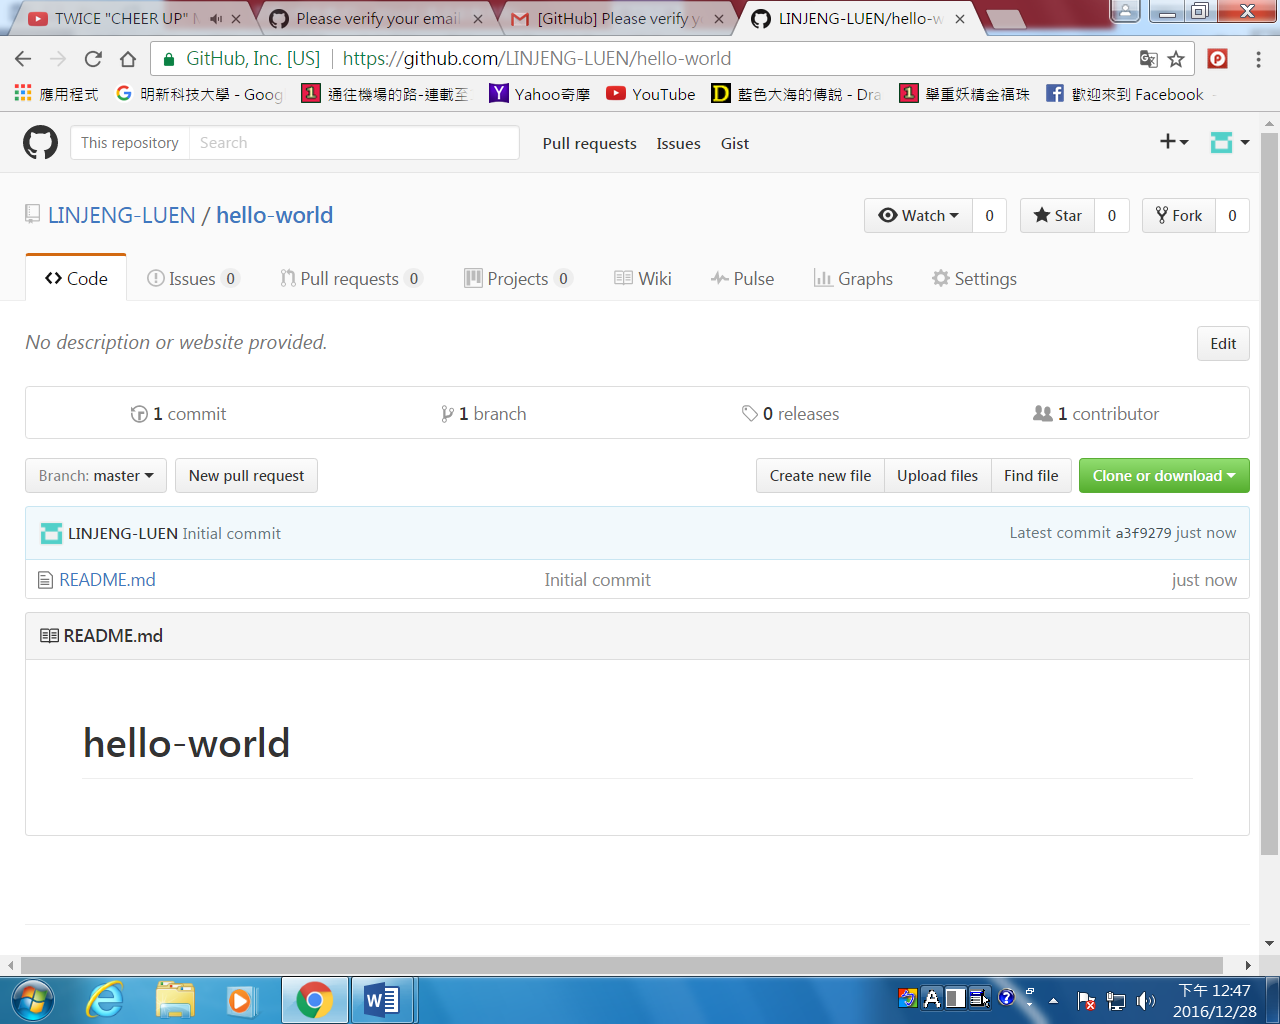 TWICE "CHEER UP"
Please verify your email
[GitHub] Please verify y
LINJENG-LUEN/hello-w
GitHub, Inc. [US] https://github.com/LINJENG-LUEN/hello-world
應用程式 明新科技大學 - Goog 通往機場的路-連載至 Yahoo奇摩 YouTube 藍色大海的傳說 - Dra 舉重妖精金福珠 歡迎來到 Facebook -
This repository Search Pull requests Issues Gist
LINJENG-LUEN / hello-world Watch 0 Star 0 Fork 0
Code Issues 0 Pull requests 0 Projects 0 Wiki Pulse Graphs Settings
No description or website provided. Edit
1 commit 1 branch 0 releases 1 contributor
Branch: master New pull request Create new file Upload files Find file Clone or download
LINJENG-LUEN Initial commit Latest commit a3f9279 just now
README.md Initial commit just now
README.md
hello-world
下午 12:47
2016/12/28